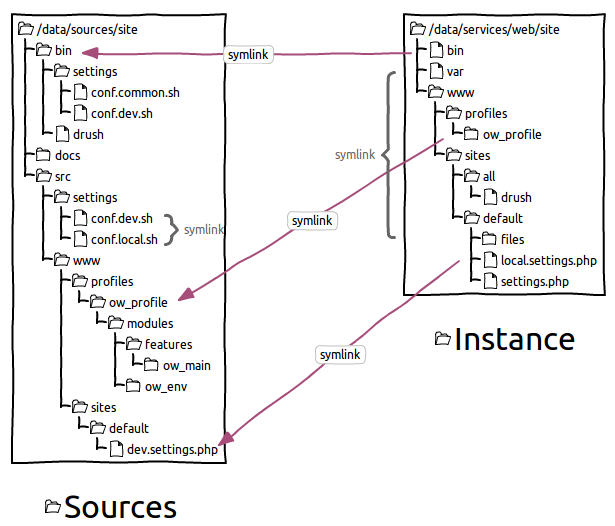 /data/sources/site
bin
settings
conf.common.sh
conf.dev.sh
drush
docs
src
settings
conf.dev.sh
conf.local.sh
symlink
www
profiles
ow_profile
modules
features
ow_main
ow_env
sites
default
dev.settings.php
Sources
symlink
symlink
symlink
/data/services/web/site
bin
var
www
profiles
ow_profile
symlink
sites
all
drush
default
files
local.settings.php
settings.php
Instance